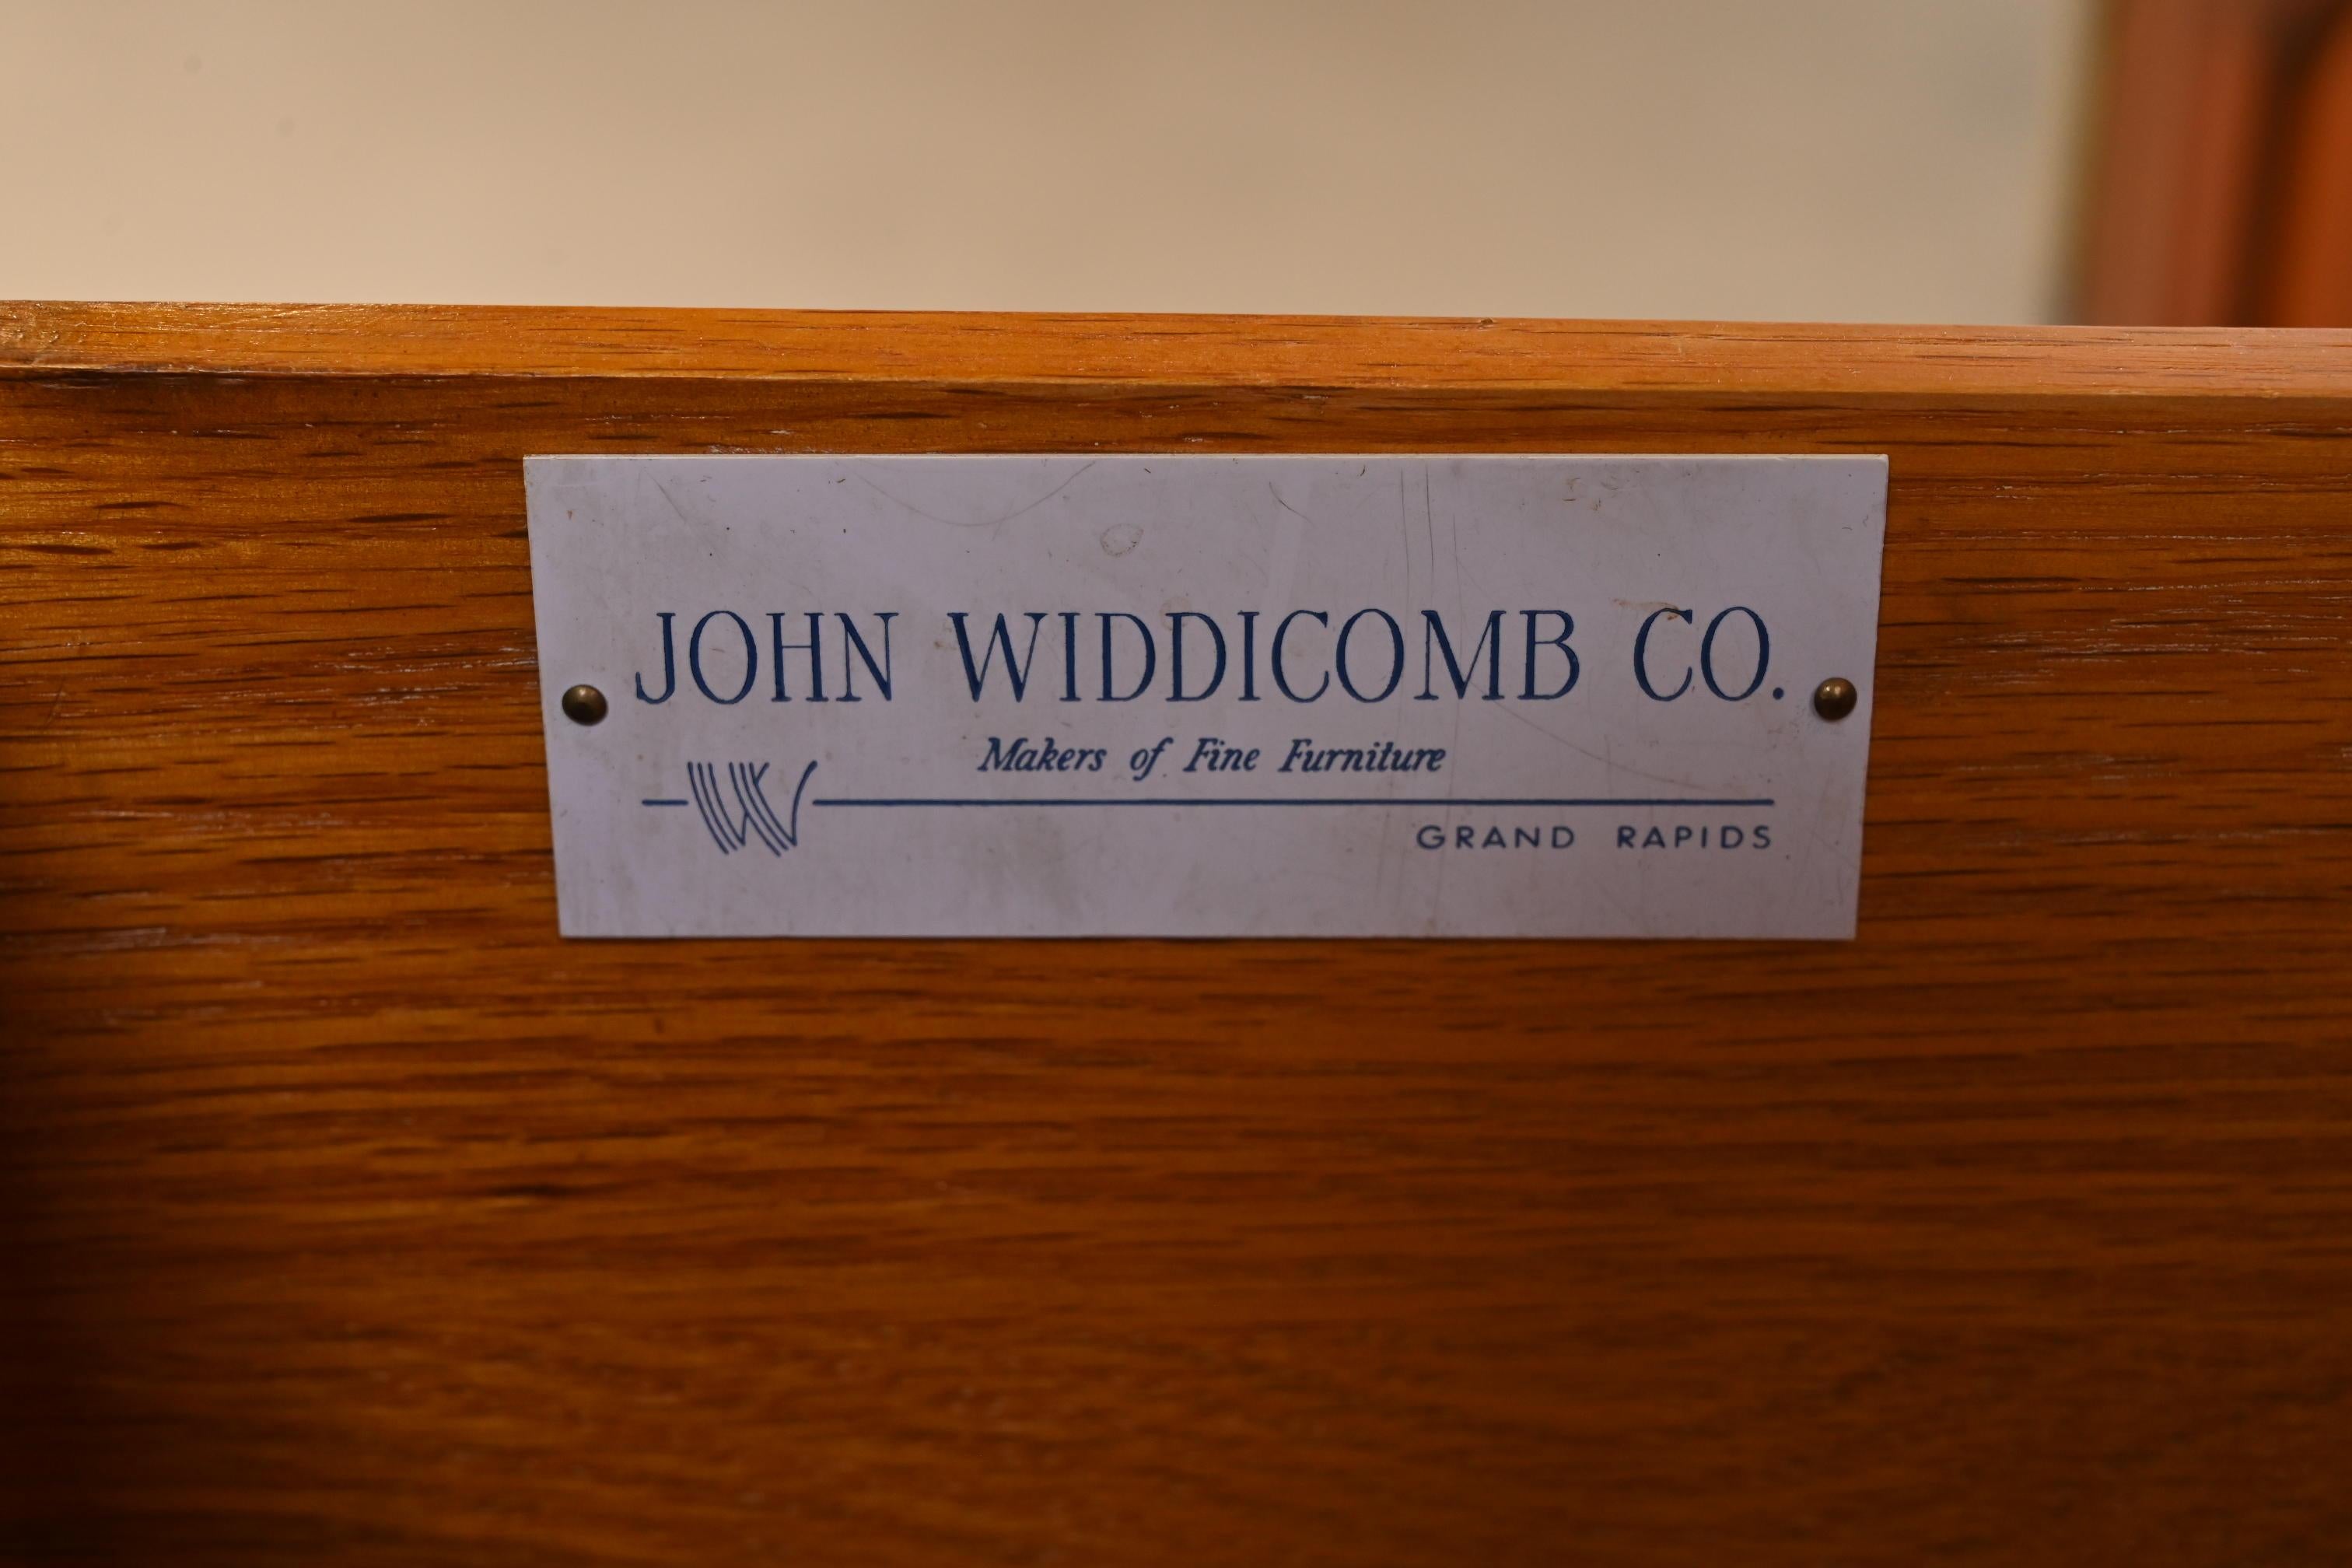 JOHN WIDDICOMB CO.
Makers of Fine Furniture
W
GRAND RAPIDS